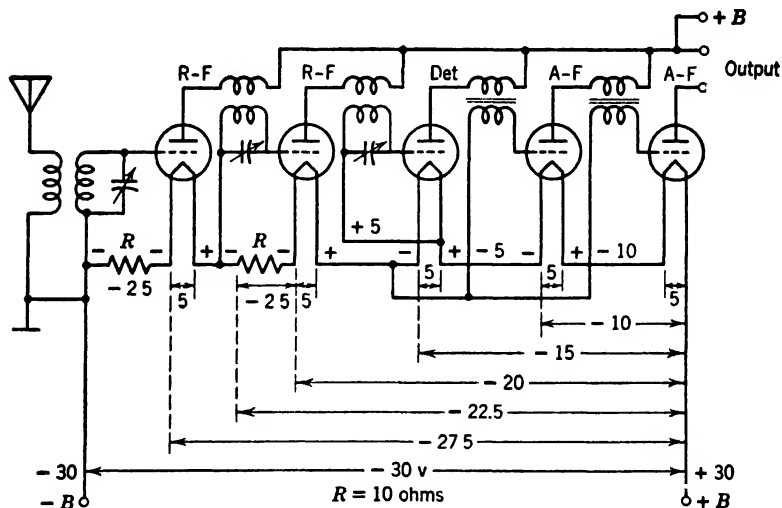 + B
R-F R-F Det A-F A-F Output
+ 5
- R - + - R - + - + - 5 - + - 10
- 2 5 5 - 2 5 5 5 5 5
- 10
- 15
- 20
- 22.5
- 27 5
- 30 - 30 v + 30
- B R = 10 ohms + B